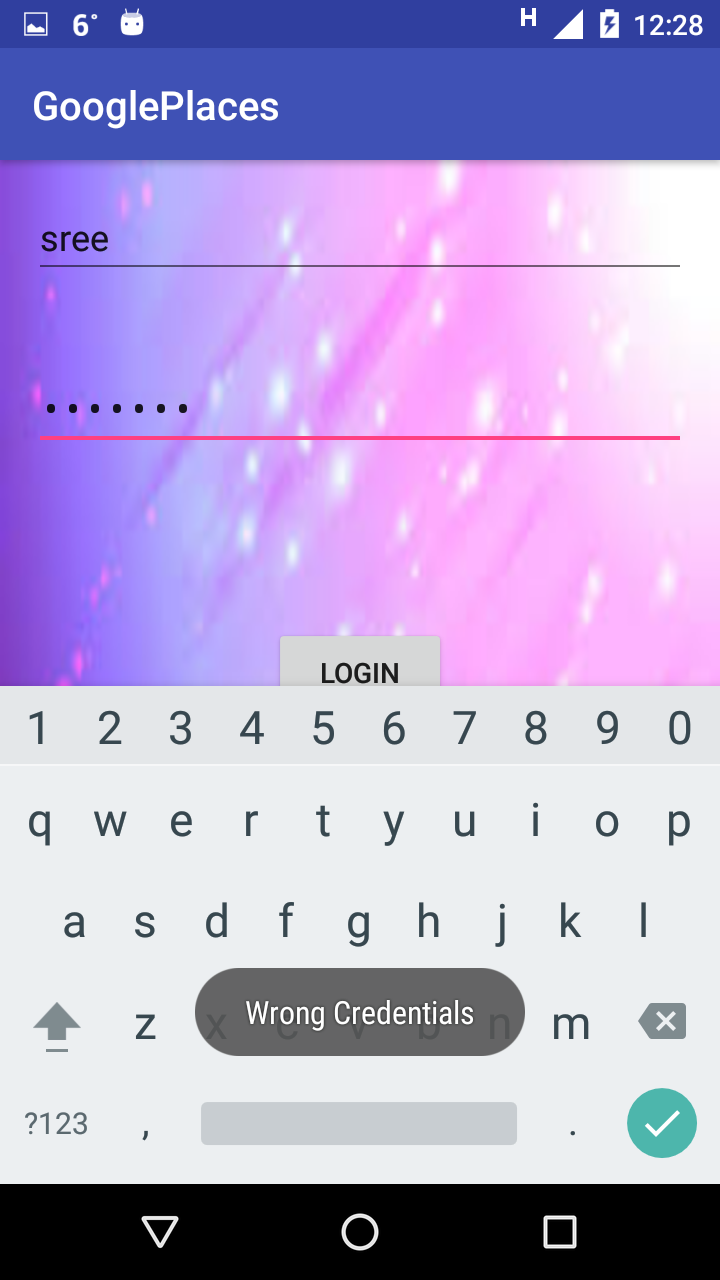 6° H 12:28
GooglePlaces
sree
.......
LOGIN
1 2 3 4 5 6 7 8 9 0
q w e r t y u i o p
a s d f g h j k l
z x c v b n m
Wrong Credentials
?123 , .